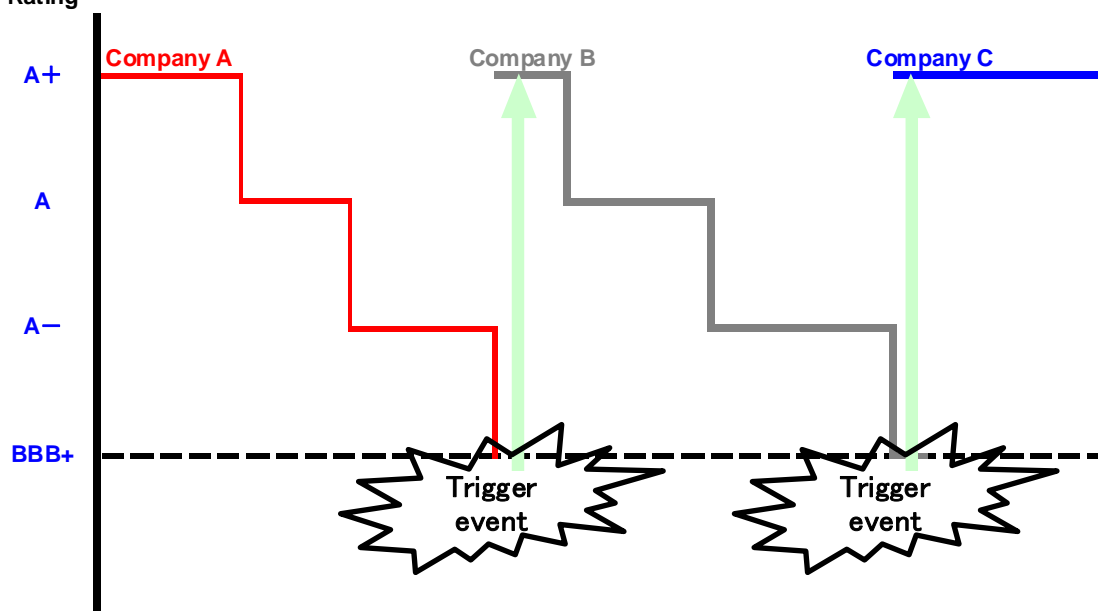 Rating
Company A
Company B
Company C
A+
A
A−
BBB+
Trigger
event
Trigger
event